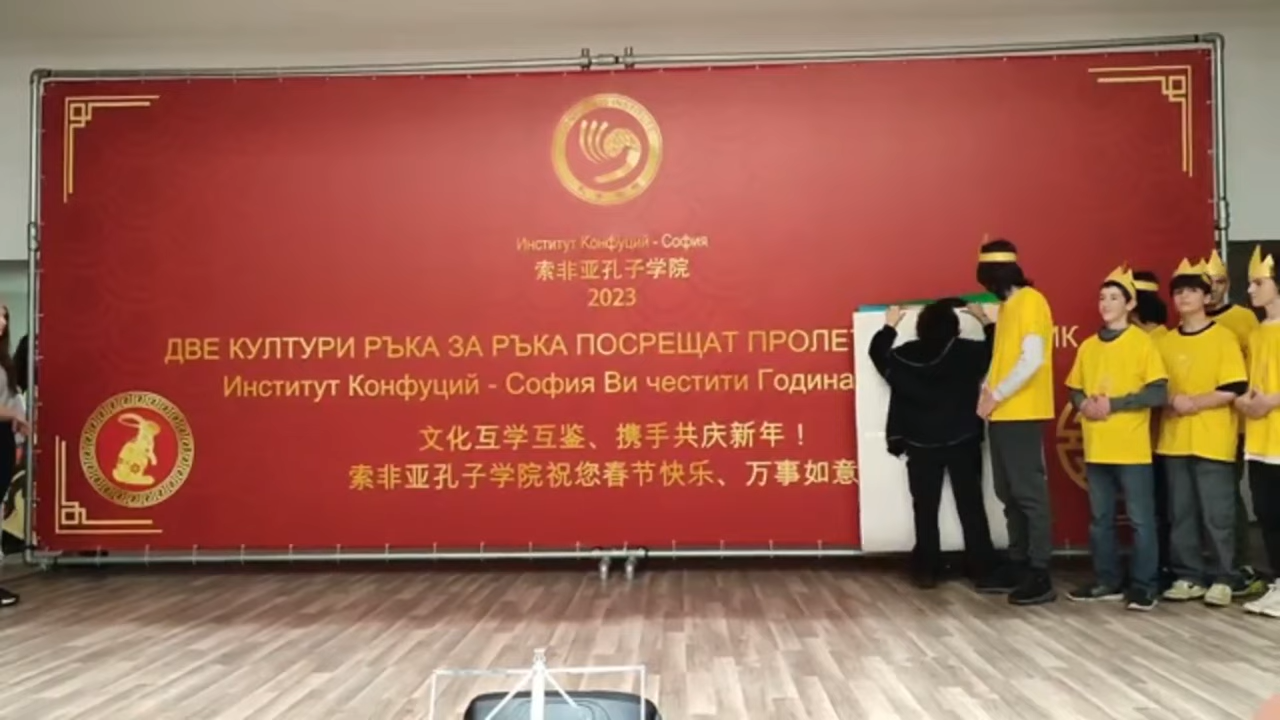 Институт Конфуций - София
索非亚孔子学院
2023
ДВЕ КУЛТУРИ РЪКА ЗА РЪКА ПОСРЕЩАТ ПРОЛЕТ
Институт Конфуций - София Ви честити Година
文化互学互鉴、携手共庆新年！
索非亚孔子学院祝您春节快乐、万事如意